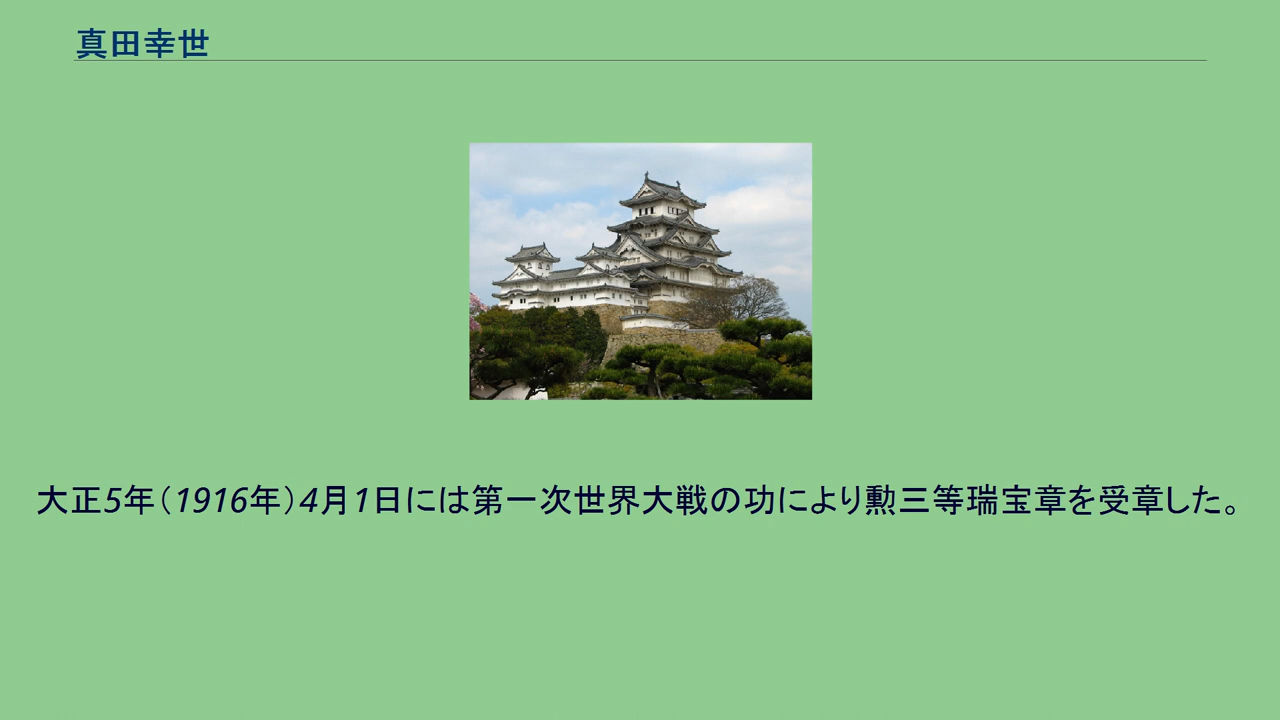 真田幸世
大正5年（1916年）4月1日には第一次世界大戦の功により勲三等瑞宝章を受章した。